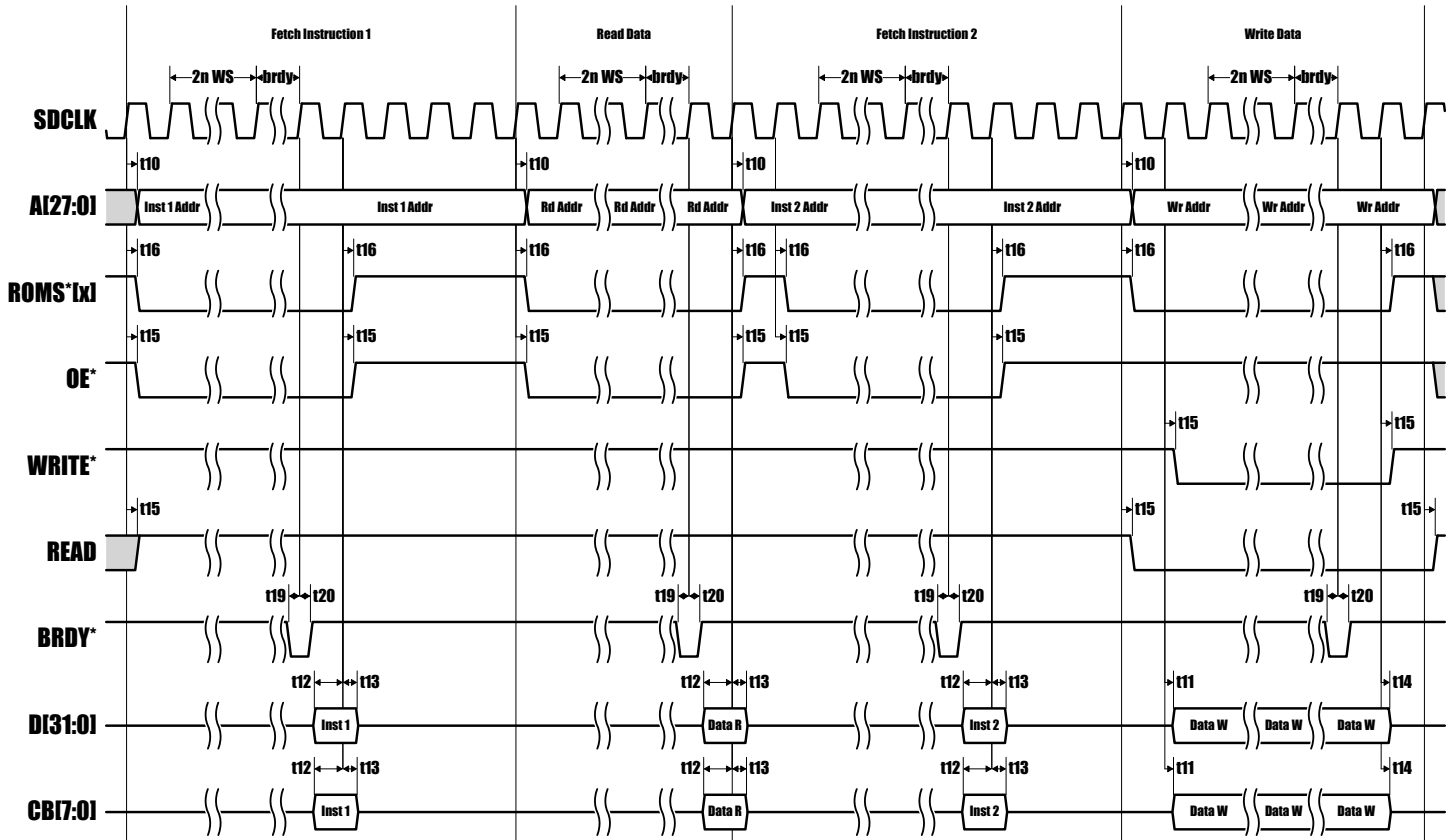 Fetch Instruction 1 Read Data Fetch Instruction 2 Write Data
2n WS brdy 2n WS brdy 2n WS brdy 2n WS brdy
SDCLK
t10 t10 t10 t10
A[27:0] Inst 1 Addr Inst 1 Addr Rd Addr Rd Addr Rd Addr Inst 2 Addr Inst 2 Addr Wr Addr Wr Addr Wr Addr
t16 t16 t16 t16 t16 t16 t16 t16
ROMS*[x]
t15 t15 t15 t15 t15 t15
OE*
t15 t15
WRITE*
t15 t15 t15
READ
t19 t20 t19 t20 t19 t20 t19 t20
BRDY*
t12 t13 t12 t13 t12 t13 t11 t14
D[31:0] Inst 1 Data R Inst 2 Data W Data W Data W
t12 t13 t12 t13 t12 t13 t11 t14
CB[7:0] Inst 1 Data R Inst 2 Data W Data W Data W